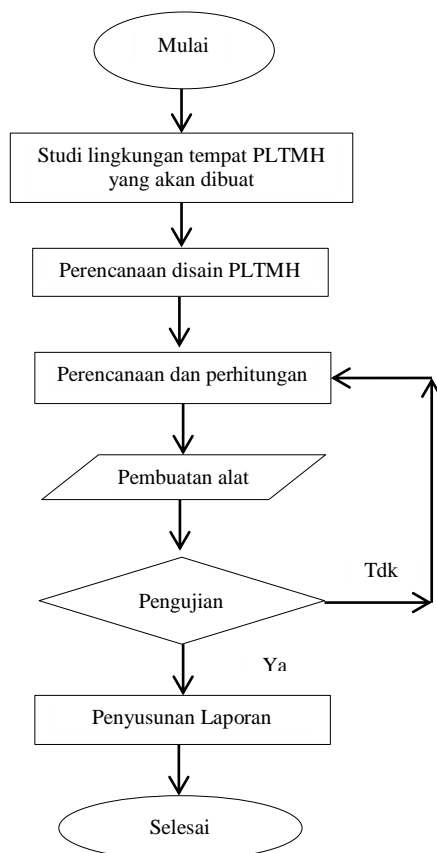 Mulai
Studi lingkungan tempat PLTMH
yang akan dibuat
Perencanaan disain PLTMH
Perencanaan dan perhitungan
Pembuatan alat
Tdk
Pengujian
Ya
Penyusunan Laporan
Selesai